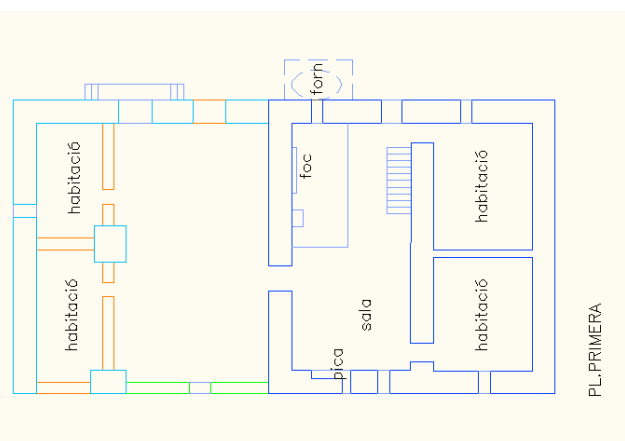 forn
habitació
foc
habitació
habitació
sala
habitació
pica
PL.PRIMERA